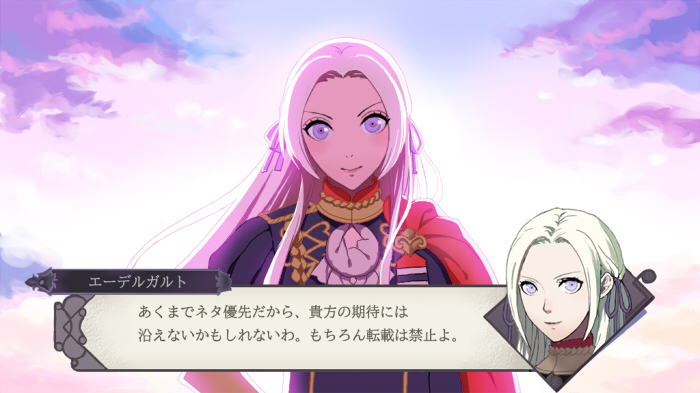 エーデルガルト
あくまでネタ優先だから、貴方の期待には
沿えないかもしれないわ。もちろん転載は禁止よ。